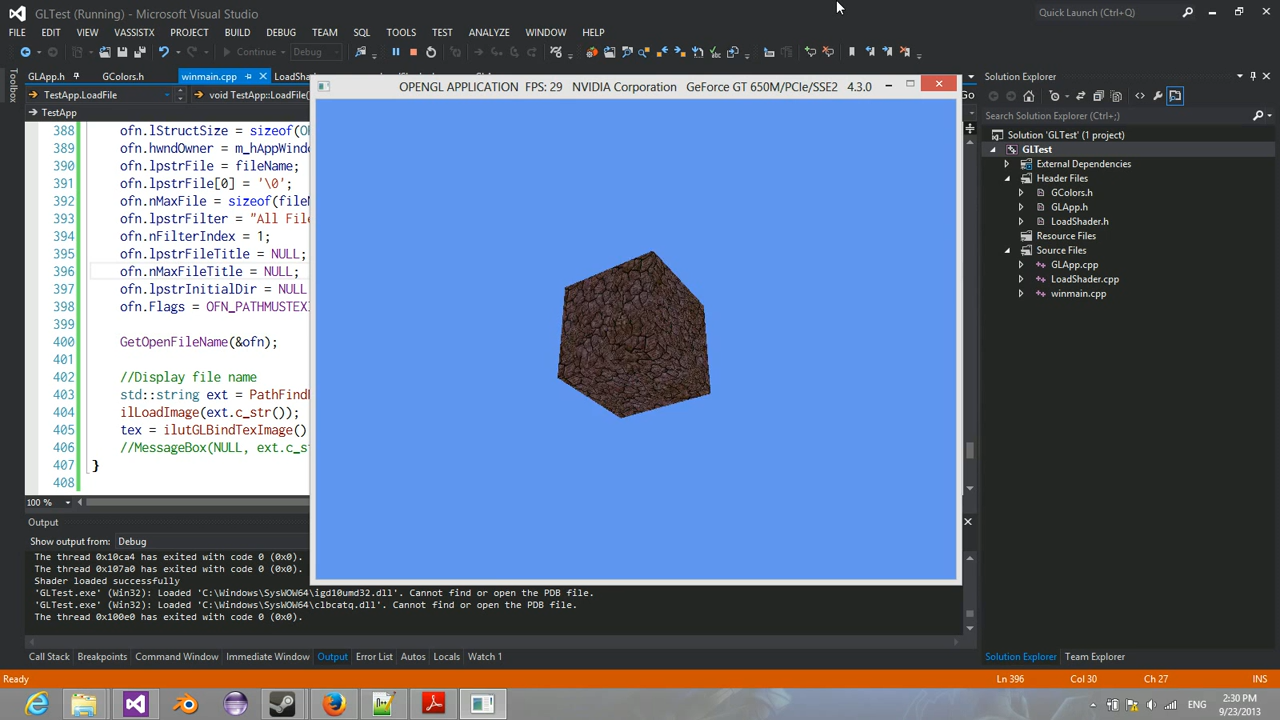 GLTest (Running) - Microsoft Visual Studio
Quick Launch (Ctrl+Q)
FILE EDIT VIEW VASSISTX PROJECT BUILD DEBUG TEAM SQL TOOLS TEST ANALYZE WINDOW HELP
Continue Debug
Toolbox
GLApp.h GColors.h winmain.cpp LoadSha
TestApp.LoadFile void TestApp::LoadFile( Go
TestApp
OPENGL APPLICATION FPS: 29 NVIDIA Corporation GeForce GT 650M/PCIe/SSE2 4.3.0
388 ofn.lStructSize = sizeof(O
389 ofn.hwndOwner = m_hAppWind
390 ofn.lpstrFile = fileName;
391 ofn.lpstrFile[0] = '\0';
392 ofn.nMaxFile = sizeof(file
393 ofn.lpstrFilter = "All Fil
394 ofn.nFilterIndex = 1;
395 ofn.lpstrFileTitle = NULL;
396 ofn.nMaxFileTitle = NULL;
397 ofn.lpstrInitialDir = NULL
398 ofn.Flags = OFN_PATHMUSTEXI
399
400 GetOpenFileName(&ofn);
401
402 //Display file name
403 std::string ext = PathFindE
404 ilLoadImage(ext.c_str());
405 tex = ilutGLBindTexImage()
406 //MessageBox(NULL, ext.c_st
407 }
408
100 %
Output
Show output from: Debug
The thread 0x10ca4 has exited with code 0 (0x0).
The thread 0x107a0 has exited with code 0 (0x0).
Shader loaded successfully
'GLTest.exe' (Win32): Loaded 'C:\Windows\SysWOW64\igd10umd32.dll'. Cannot find or open the PDB file.
'GLTest.exe' (Win32): Loaded 'C:\Windows\SysWOW64\clbcatq.dll'. Cannot find or open the PDB file.
The thread 0x100e0 has exited with code 0 (0x0).
Call Stack Breakpoints Command Window Immediate Window Output Error List Autos Locals Watch 1
Solution Explorer
Search Solution Explorer (Ctrl+;)
Solution 'GLTest' (1 project)
GLTest
External Dependencies
Header Files
GColors.h
GLApp.h
LoadShader.h
Resource Files
Source Files
GLApp.cpp
LoadShader.cpp
winmain.cpp
Solution Explorer Team Explorer
Ready Ln 396 Col 30 Ch 27 INS
ENG 2:30 PM
9/23/2013